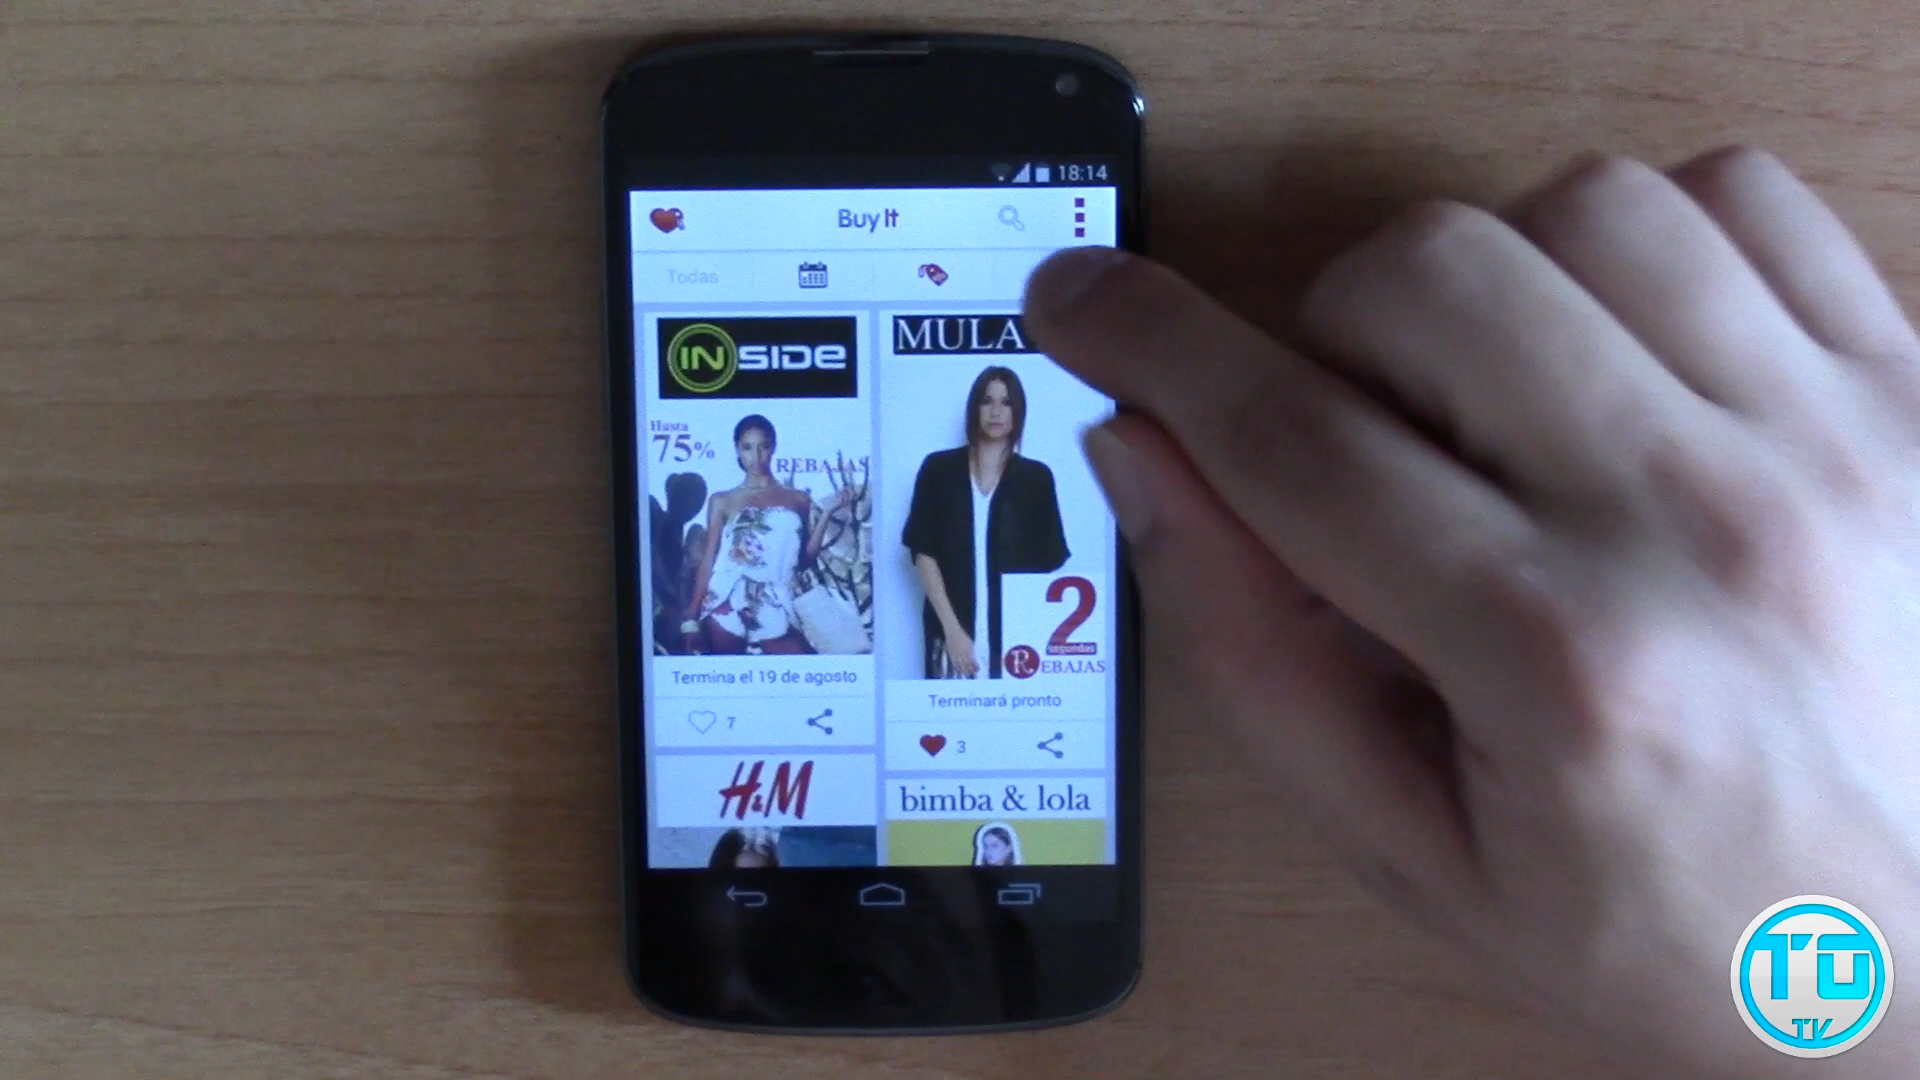 18:14
Buy It
Todas
INSIDE
Hasta
75%
REBAJAS
Termina el 19 de agosto
7
H&M
MULA
2
segundas
REBAJAS
Terminará pronto
3
bimba & lola
TU
TV